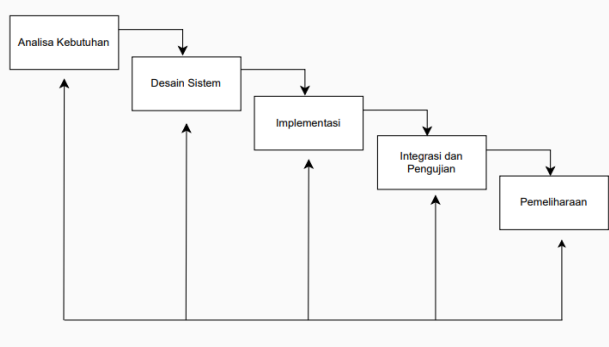 Analisa Kebutuhan
Desain Sistem
Implementasi
Integrasi dan
Pengujian
Pemeliharaan